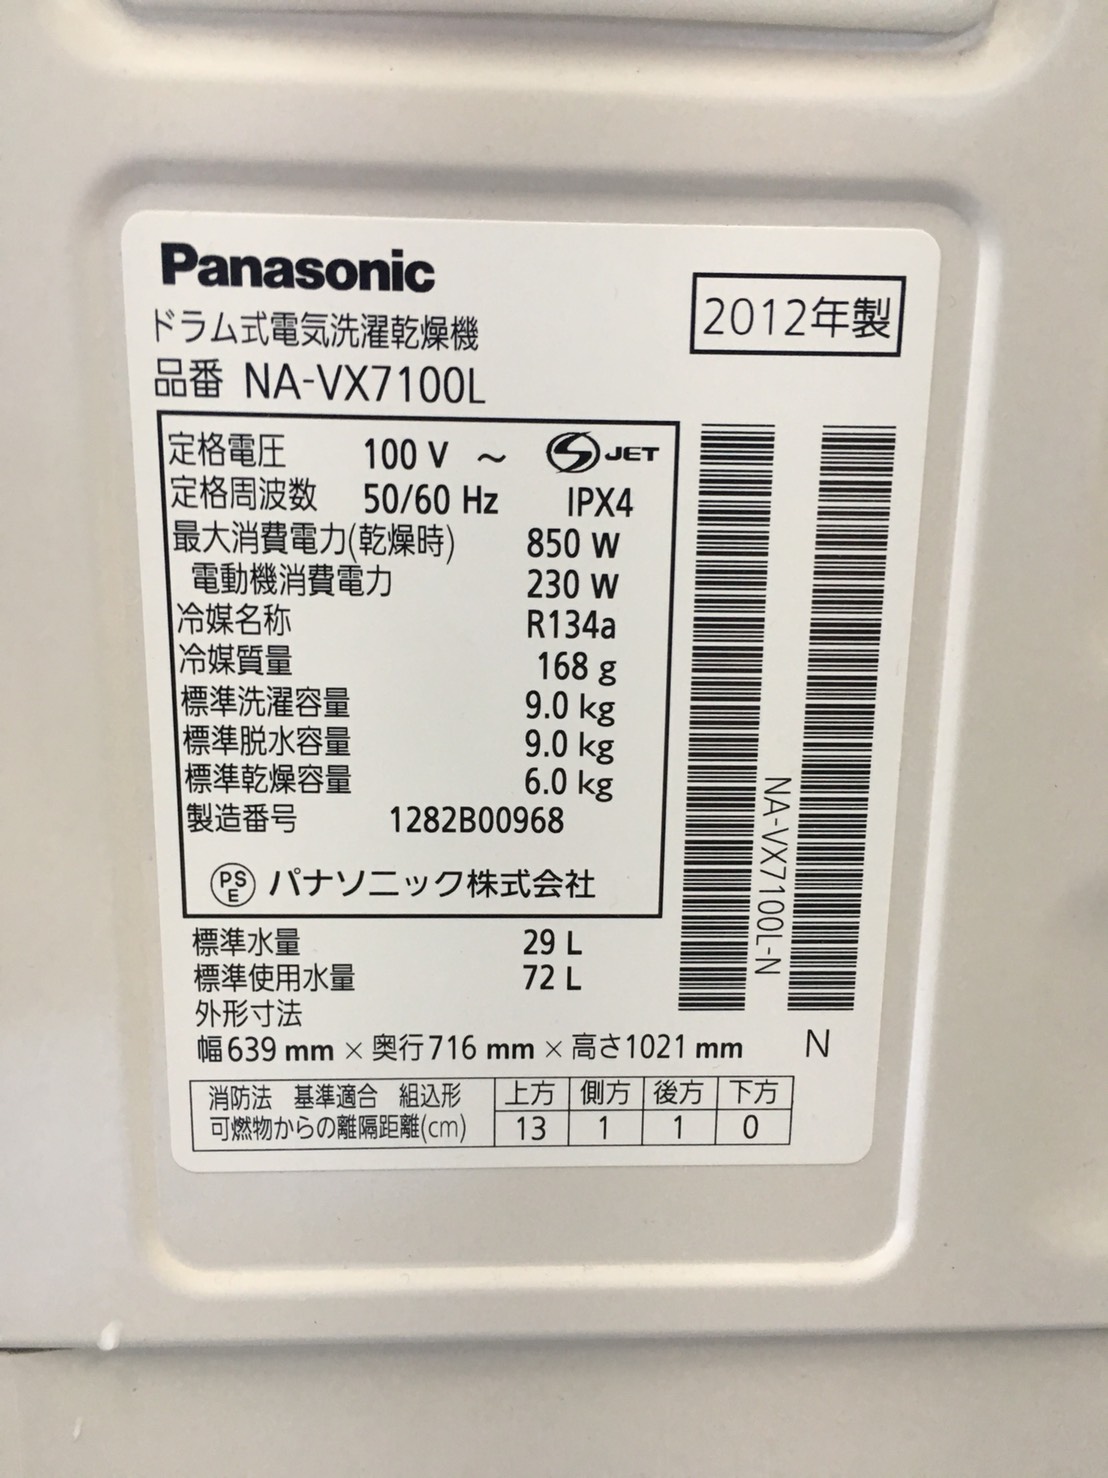 Panasonic
ドラム式電気洗濯乾燥機
2012年製
品番 NA-VX7100L
定格電圧 100 V ～ S JET
定格周波数 50/60 Hz IPX4
最大消費電力(乾燥時) 850 W
電動機消費電力 230 W
冷媒名称 R134a
冷媒質量 168 g
標準洗濯容量 9.0 kg
標準脱水容量 9.0 kg
標準乾燥容量 6.0 kg
製造番号 1282B00968
PSE パナソニック株式会社
標準水量 29 L
標準使用水量 72 L
外形寸法
幅639 mm × 奥行716 mm × 高さ1021 mm
NA-VX7100L-N
N
消防法 基準適合 組込形 上方 側方 後方 下方
可燃物からの離隔距離(cm) 13 1 1 0